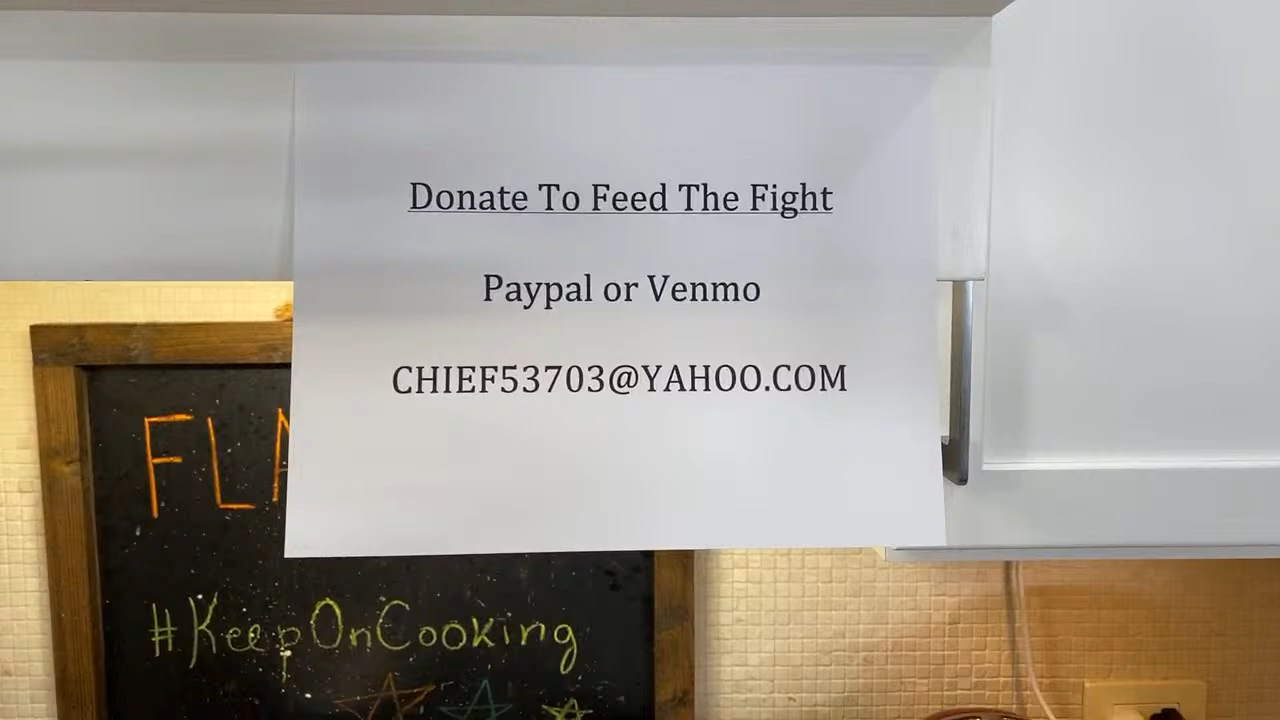 Donate To Feed The Fight
Paypal or Venmo
CHIEF53703@YAHOO.COM
#KeepOnCooking